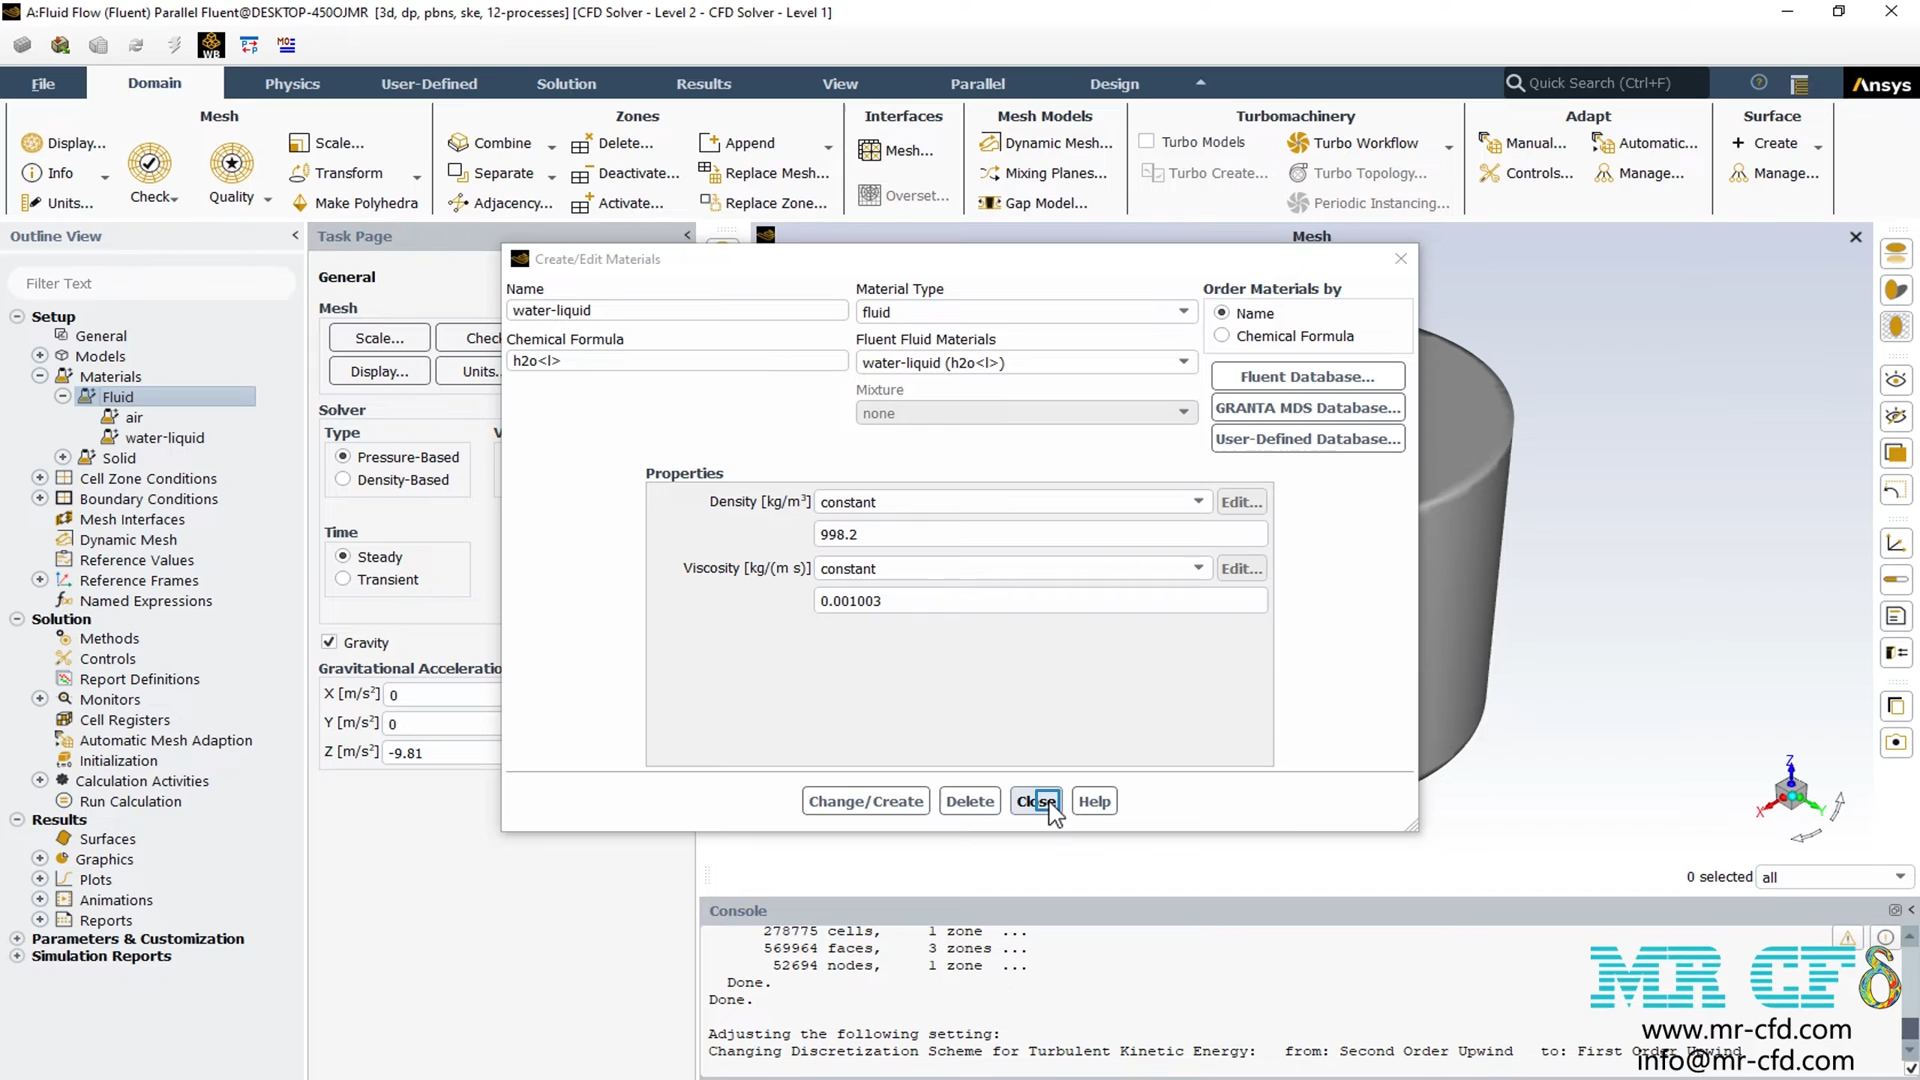 A:Fluid Flow (Fluent) Parallel Fluent@DESKTOP-450OJMR [3d, dp, pbns, ske, 12-processes] [CFD Solver - Level 2 - CFD Solver - Level 1]
WB
P→P
MO
File
Domain
Physics
User-Defined
Solution
Results
View
Parallel
Design
Quick Search (Ctrl+F)
Ansys
Mesh
Zones
Interfaces
Mesh Models
Turbomachinery
Adapt
Surface
Display...
Info
Units...
Check
Quality
Scale...
Transform
Make Polyhedra
Combine
Separate
Adjacency...
Delete...
Deactivate...
Activate...
Append
Replace Mesh...
Replace Zone...
Mesh...
Overset...
Dynamic Mesh...
Mixing Planes...
Gap Model...
Turbo Models
Turbo Create...
Turbo Workflow
Turbo Topology...
Periodic Instancing...
Manual...
Controls...
Automatic...
Manage...
Create
Manage...
Outline View
Filter Text
Setup
General
Models
Materials
Fluid
air
water-liquid
Solid
Cell Zone Conditions
Boundary Conditions
Mesh Interfaces
Dynamic Mesh
Reference Values
Reference Frames
Named Expressions
Solution
Methods
Controls
Report Definitions
Monitors
Cell Registers
Automatic Mesh Adaption
Initialization
Calculation Activities
Run Calculation
Results
Surfaces
Graphics
Plots
Animations
Reports
Parameters & Customization
Simulation Reports
Task Page
General
Mesh
Scale...
Display...
Units..
Solver
Type
Pressure-Based
Density-Based
Time
Steady
Transient
Gravity
X [m/s²] 0
Y [m/s²] 0
Z [m/s²] -9.81
Mesh
Create/Edit Materials
Name
water-liquid
Chemical Formula
h2o<l>
Material Type
fluid
Fluent Fluid Materials
water-liquid (h2o<l>)
Mixture
none
Order Materials by
Name
Chemical Formula
Fluent Database...
GRANTA MDS Database...
User-Defined Database...
Properties
Density [kg/m³] constant Edit...
998.2
Viscosity [kg/(m s)] constant Edit...
0.001003
Change/Create
Delete
Close
Help
Z
X
Y
0 selected all
Console
278775 cells, 1 zone ...
569964 faces, 3 zones ...
52694 nodes, 1 zone ...
Done.
Done.
Adjusting the following setting:
Changing Discretization Scheme for Turbulent Kinetic Energy: from: Second Order Upwind to: First Order Upwind
MR CFD
www.mr-cfd.com
info@mr-cfd.com